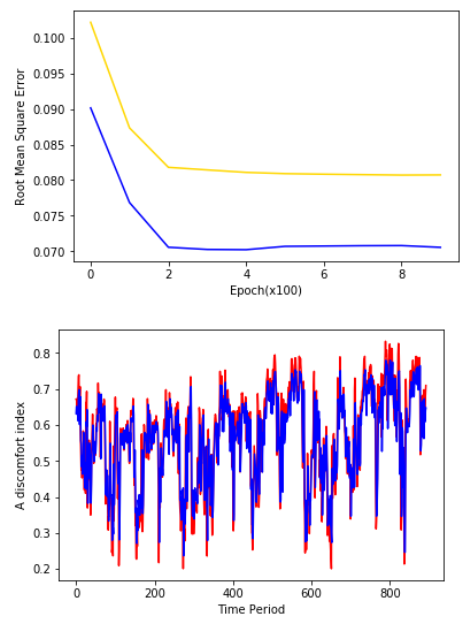 0.100
0.095
0.090
0.085
0.080
0.075
0.070
Root Mean Square Error
0 2 4 6 8
Epoch(x100)
0.8
0.7
0.6
0.5
0.4
0.3
0.2
A discomfort index
0 200 400 600 800
Time Period